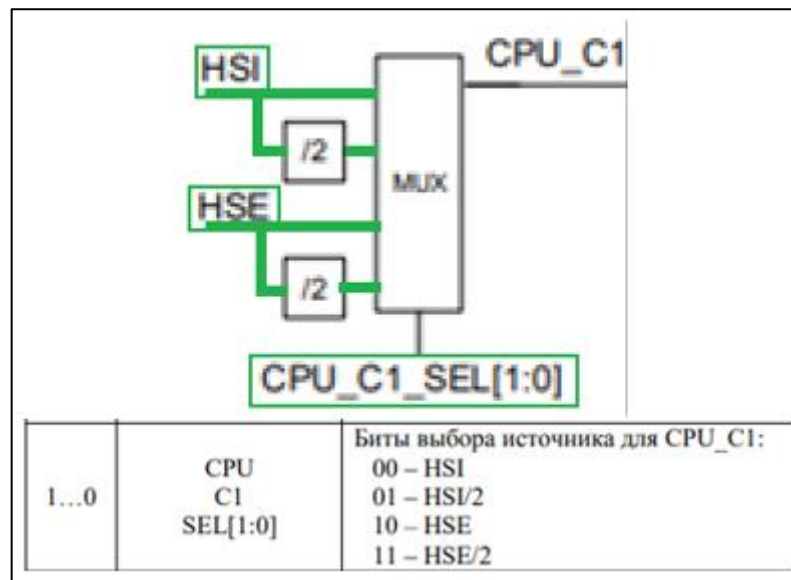 HSI
CPU_C1
/2
MUX
HSE
/2
CPU_C1_SEL[1:0]
1...0
CPU
C1
SEL[1:0]
Биты выбора источника для CPU_C1:
00 – HSI
01 – HSI/2
10 – HSE
11 – HSE/2